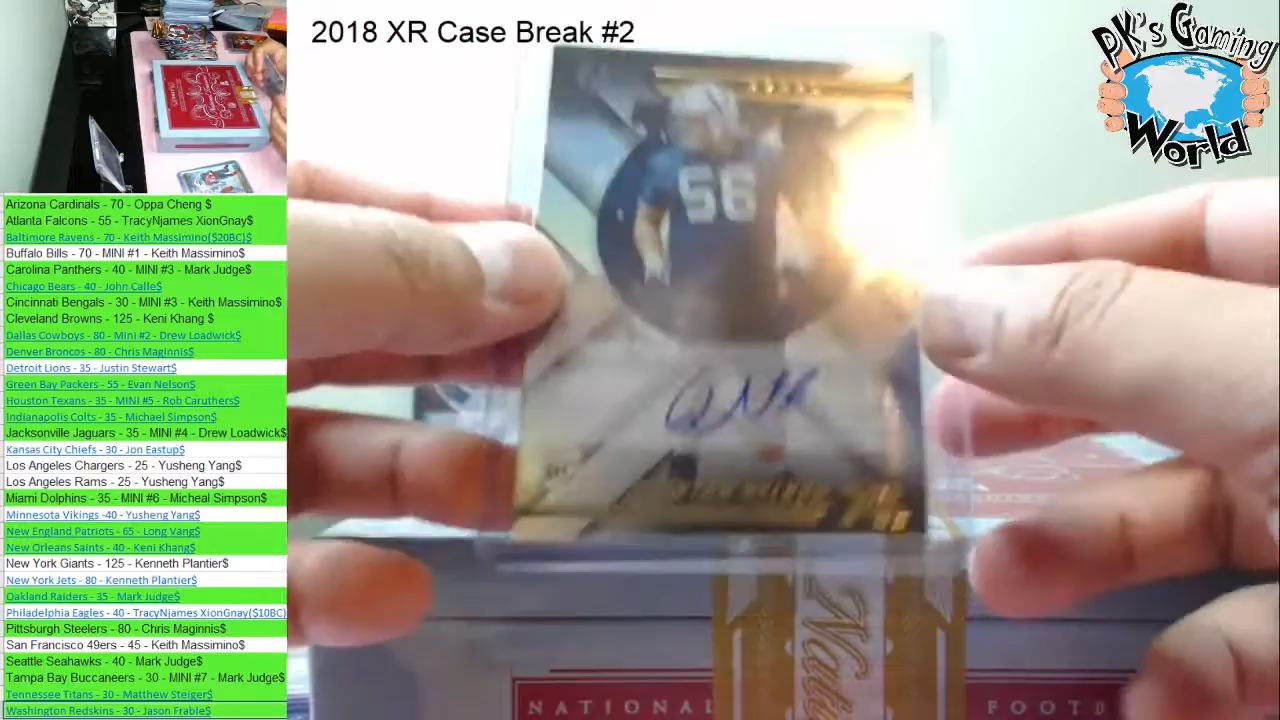 2018 XR Case Break #2
PK's Gaming
World
Arizona Cardinals - 70 - Oppa Cheng $
Atlanta Falcons - 55 - TracyNjames XionGnay$
Baltimore Ravens - 70 - Keith Massimino{$20BC}$
Buffalo Bills - 70 - MINI #1 - Keith Massimino$
Carolina Panthers - 40 - MINI #3 - Mark Judge$
Chicago Bears - 40 - John Calle$
Cincinnati Bengals - 30 - MINI #3 - Keith Massimino$
Cleveland Browns - 125 - Keni Khang $
Dallas Cowboys - 80 - Mini #2 - Drew Loadwick$
Denver Broncos - 80 - Chris Maginnis$
Detroit Lions - 35 - Justin Stewart$
Green Bay Packers - 55 - Evan Nelson$
Houston Texans - 35 - MINI #5 - Rob Caruthers$
Indianapolis Colts - 35 - Michael Simpson$
Jacksonville Jaguars - 35 - MINI #4 - Drew Loadwick$
Kansas City Chiefs - 30 - Jon Eastup$
Los Angeles Chargers - 25 - Yusheng Yang$
Los Angeles Rams - 25 - Yusheng Yang$
Miami Dolphins - 35 - MINI #6 - Micheal Simpson$
Minnesota Vikings -40 - Yusheng Yang$
New England Patriots - 65 - Long Vang$
New Orleans Saints - 40 - Keni Khang$
New York Giants - 125 - Kenneth Plantier$
New York Jets - 80 - Kenneth Plantier$
Oakland Raiders - 35 - Mark Judge$
Philadelphia Eagles - 40 - TracyNjames XionGnay{$10BC}
Pittsburgh Steelers - 80 - Chris Maginnis$
San Francisco 49ers - 45 - Keith Massimino$
Seattle Seahawks - 40 - Mark Judge$
Tampa Bay Buccaneers - 30 - MINI #7 - Mark Judge$
Tennessee Titans - 30 - Matthew Steiger$
Washington Redskins - 30 - Jason Frable$
56
NATIONAL
FOOTB